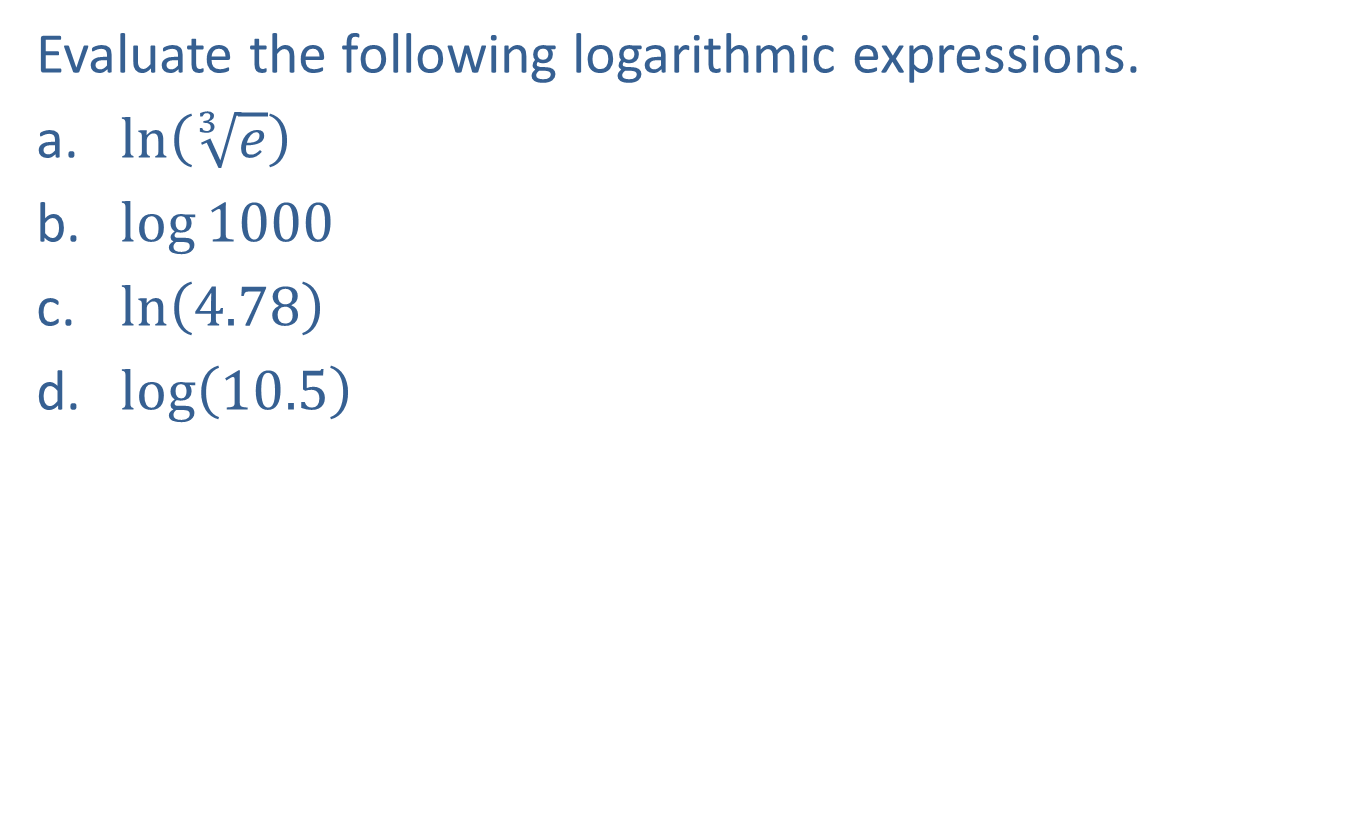 Evaluate the following logarithmic expressions.
a. ln(∛e)
b. log 1000
c. ln(4.78)
d. log(10.5)